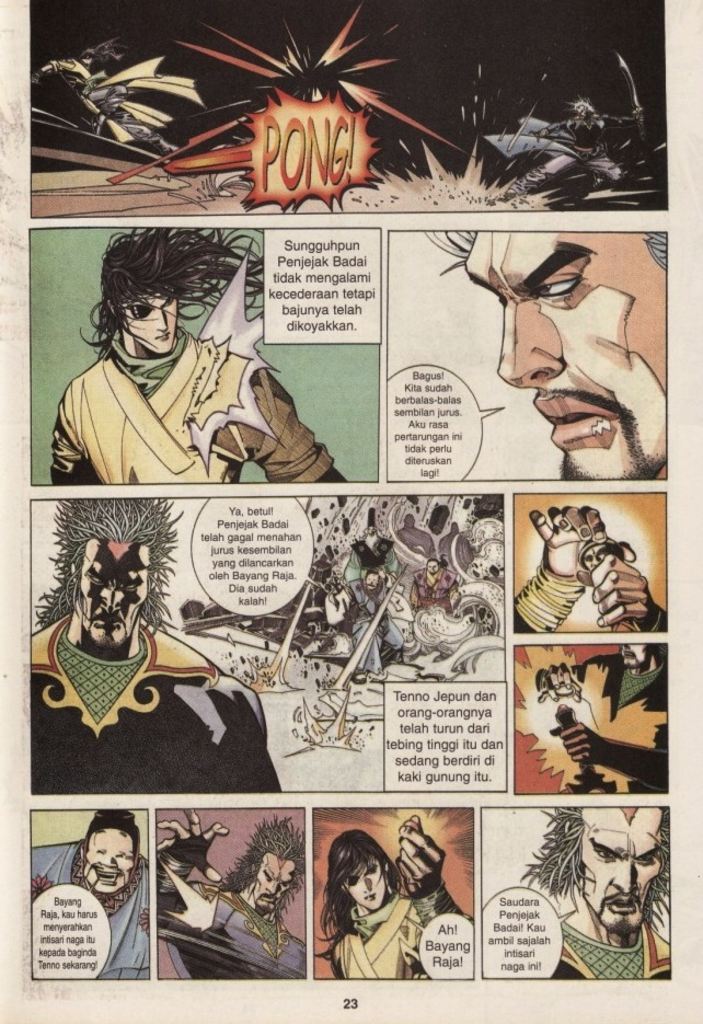 PONG!
Sungguhpun
Penjejak Badai
tidak mengalami
kecederaan tetapi
bajunya telah
dikoyakkan.
Bagus!
Kita sudah
berbalas-balas
sembilan jurus.
Aku rasa
pertarungan ini
tidak perlu
diteruskan
lagi!
Ya, betul!
Penjejak Badai
telah gagal menahan
jurus kesembilan
yang dilancarkan
oleh Bayang Raja.
Dia sudah
kalah!
Tenno Jepun dan
orang-orangnya
telah turun dari
tebing tinggi itu dan
sedang berdiri di
kaki gunung itu.
Bayang
Raja, kau harus
menyerahkan
intisari naga itu
kepada baginda
Tenno sekarang!
Ah!
Bayang
Raja!
Saudara
Penjejak
Badai! Kau
ambil sajalah
intisari
naga ini!
23